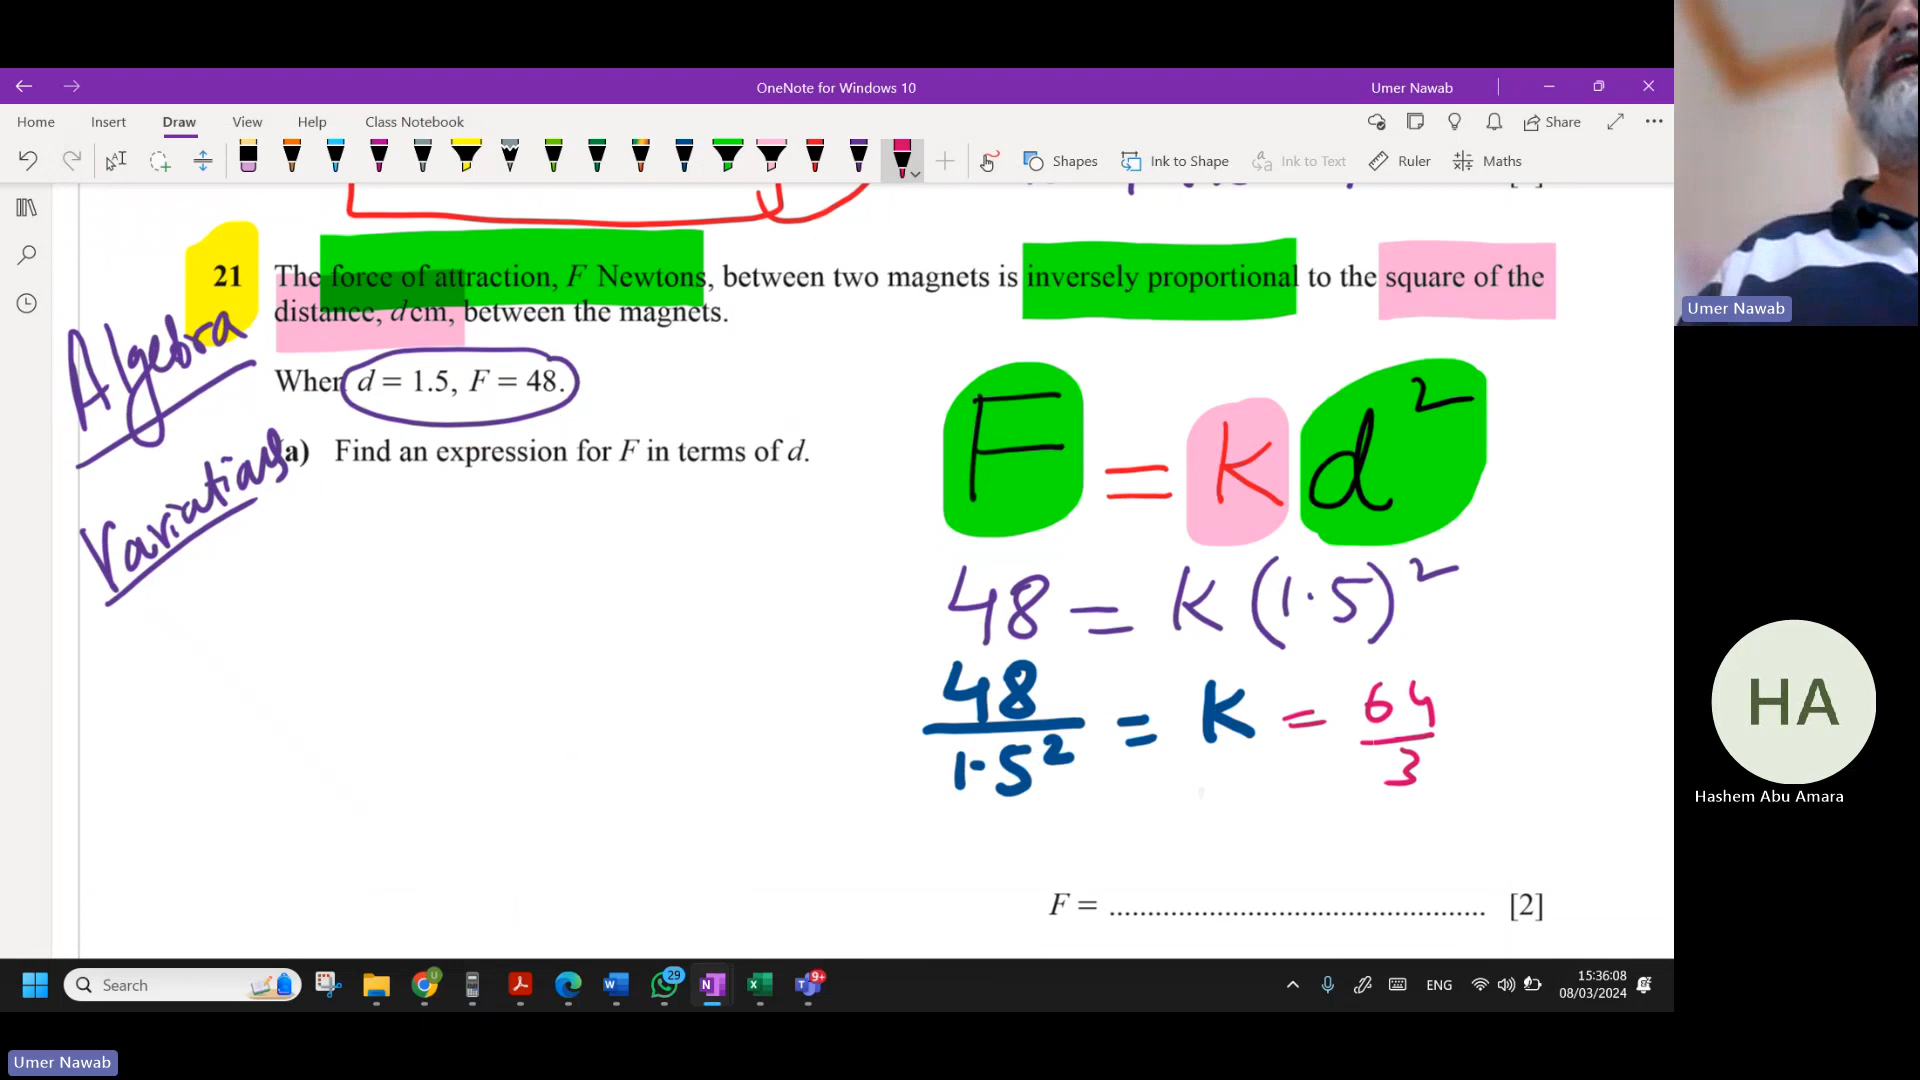 OneNote for Windows 10
Umer Nawab
Home Insert Draw View Help Class Notebook
Share
Shapes Ink to Shape Ink to Text Ruler Maths
21 The force of attraction, F Newtons, between two magnets is inversely proportional to the square of the
distance, d cm, between the magnets.
When d = 1.5, F = 48.
(a) Find an expression for F in terms of d.
Algebra
Variations
F = K d²
48 = K (1.5)²
48/1.5² = K = 64/3
F = ................................................ [2]
Umer Nawab
HA
Hashem Abu Amara
Search
U
29
9+
ENG
15:36:08
08/03/2024
Umer Nawab